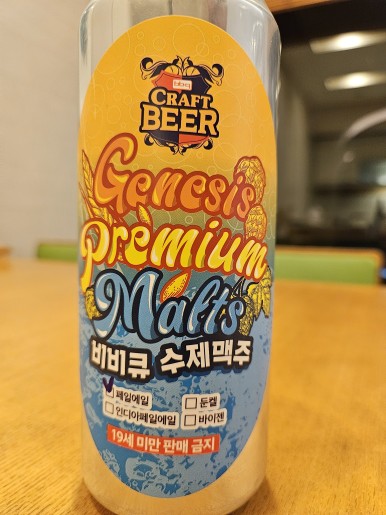 CRAFT
BEER
Genesis
Premium
Malts
비비큐 수제맥주
페일에일
둔켈
인디아페일에일
바이젠
19세 미만 판매 금지